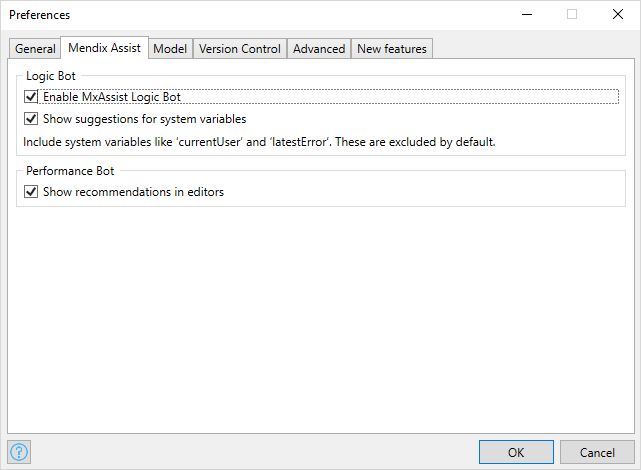 Preferences
General
Mendix Assist
Model
Version Control
Advanced
New features
Logic Bot
Enable MxAssist Logic Bot
Show suggestions for system variables
Include system variables like ‘currentUser’ and ‘latestError’. These are excluded by default.
Performance Bot
Show recommendations in editors
?
OK
Cancel